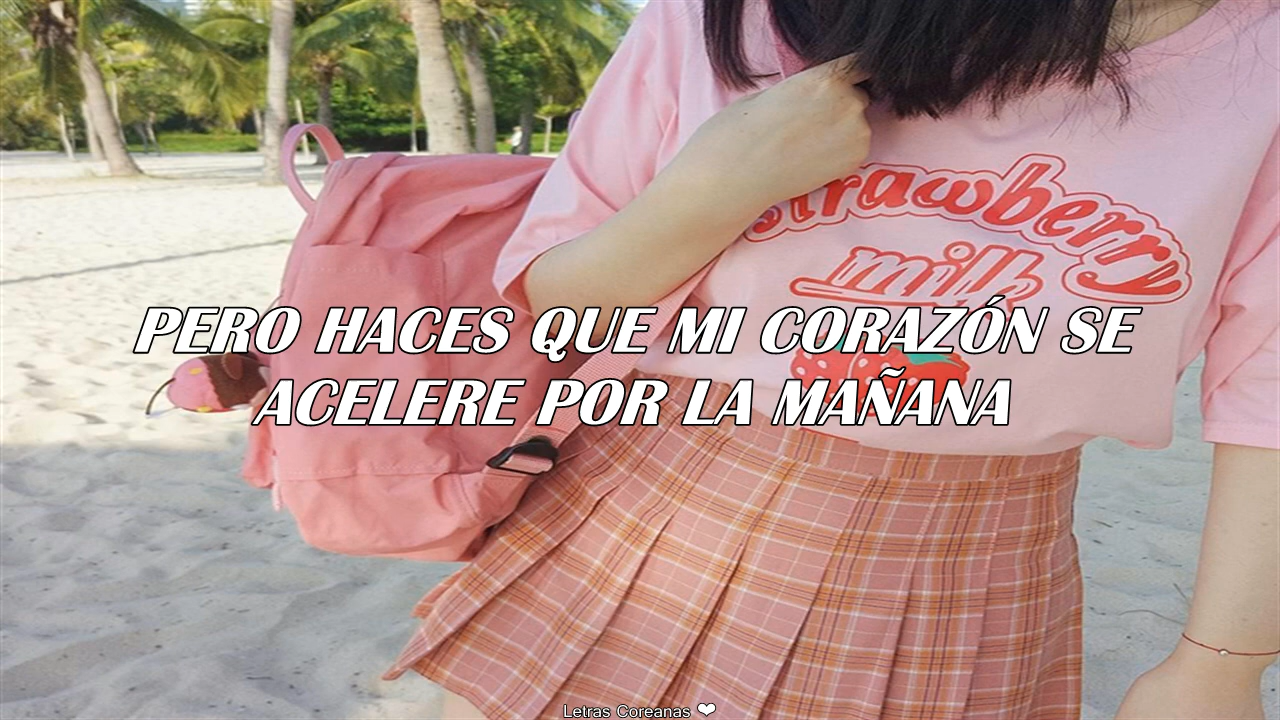 strawberry
milk
PERO HACES QUE MI CORAZÓN SE
ACELERE POR LA MAÑANA
Letras Coreanas ❤